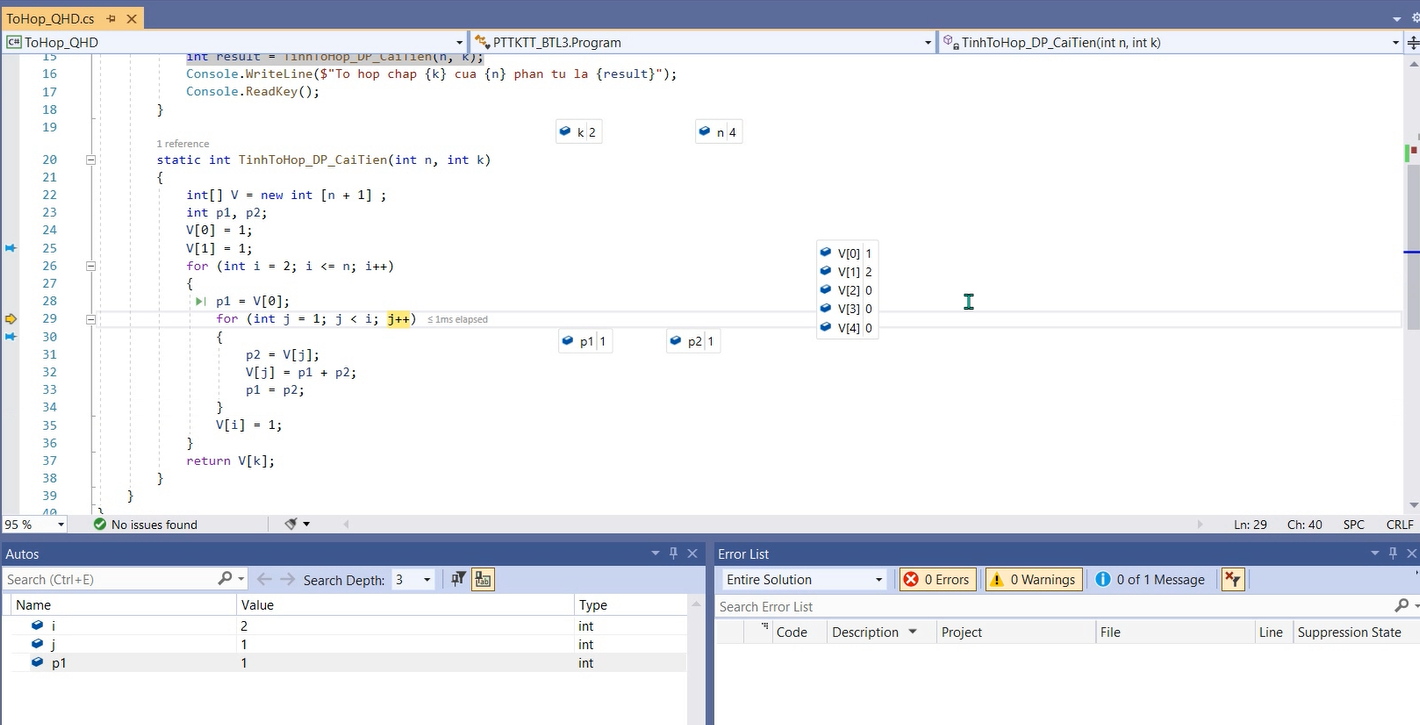 ToHop_QHD.cs
C# ToHop_QHD PTTKTT_BTL3.Program TinhToHop_DP_CaiTien(int n, int k)
15 int result = TinhToHop_DP_CaiTien(n, k);
16 Console.WriteLine($"To hop chap {k} cua {n} phan tu la {result}");
17 Console.ReadKey();
18 }
19
k 2 n 4
1 reference
20 static int TinhToHop_DP_CaiTien(int n, int k)
21 {
22 int[] V = new int [n + 1] ;
23 int p1, p2;
24 V[0] = 1;
25 V[1] = 1;
26 for (int i = 2; i <= n; i++)
27 {
28 p1 = V[0];
29 for (int j = 1; j < i; j++) ≤ 1ms elapsed
30 {
31 p2 = V[j];
32 V[j] = p1 + p2;
33 p1 = p2;
34 }
35 V[i] = 1;
36 }
37 return V[k];
38 }
39 }
40 }
V[0] 1
V[1] 2
V[2] 0
V[3] 0
V[4] 0
p1 1 p2 1
95 % No issues found Ln: 29 Ch: 40 SPC CRLF
Autos
Search (Ctrl+E) Search Depth: 3
Name Value Type
i 2 int
j 1 int
p1 1 int
Error List
Entire Solution 0 Errors 0 Warnings 0 of 1 Message
Search Error List
Code Description Project File Line Suppression State